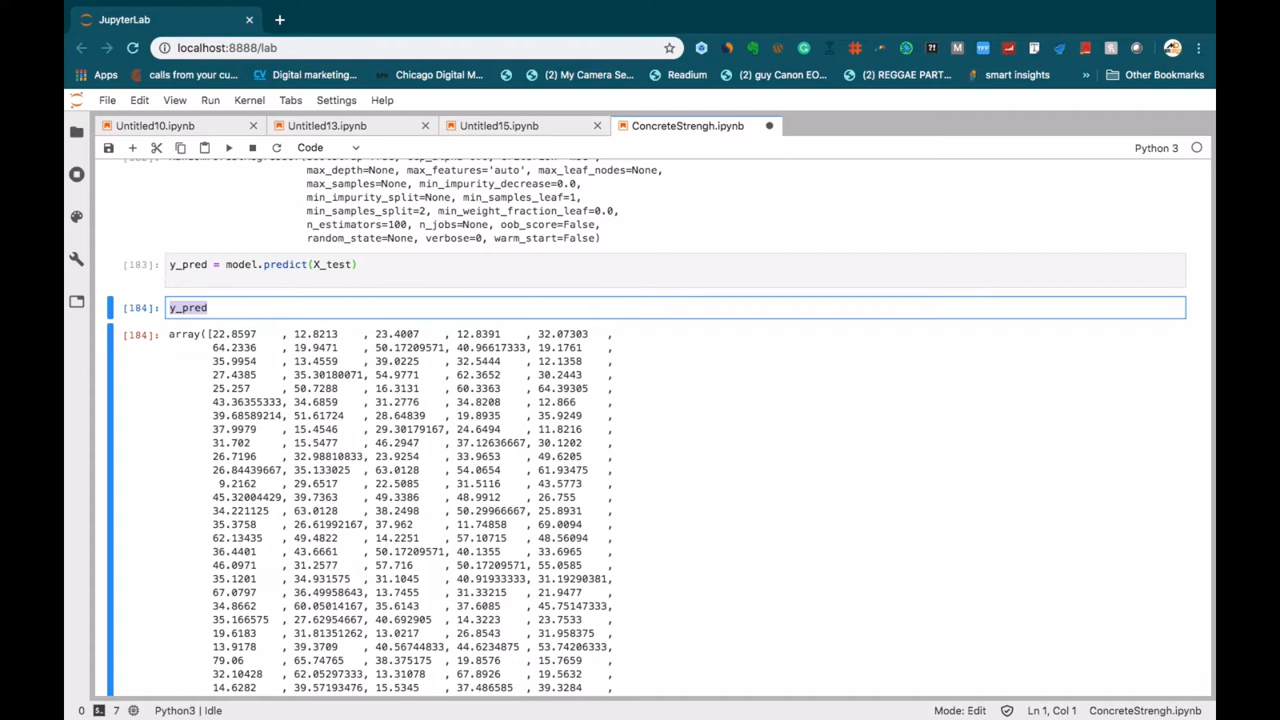 JupyterLab
localhost:8888/lab
Apps calls from your cu... CV Digital marketing... Chicago Digital M... (2) My Camera Se... Readium (2) guy Canon EO... (2) REGGAE PART... smart insights » Other Bookmarks
File Edit View Run Kernel Tabs Settings Help
Untitled10.ipynb Untitled13.ipynb Untitled15.ipynb ConcreteStrengh.ipynb
Code Python 3
max_depth=None, max_features='auto', max_leaf_nodes=None,
max_samples=None, min_impurity_decrease=0.0,
min_impurity_split=None, min_samples_leaf=1,
min_samples_split=2, min_weight_fraction_leaf=0.0,
n_estimators=100, n_jobs=None, oob_score=False,
random_state=None, verbose=0, warm_start=False)
[183]: y_pred = model.predict(X_test)
[184]: y_pred
[184]: array([22.8597 , 12.8213 , 23.4007 , 12.8391 , 32.07303 ,
64.2336 , 19.9471 , 50.17209571, 40.96617333, 19.1761 ,
35.9954 , 13.4559 , 39.0225 , 32.5444 , 12.1358 ,
27.4385 , 35.30180071, 54.9771 , 62.3652 , 30.2443 ,
25.257 , 50.7288 , 16.3131 , 60.3363 , 64.39305 ,
43.36355333, 34.6859 , 31.2776 , 34.8208 , 12.866 ,
39.68589214, 51.61724 , 28.64839 , 19.8935 , 35.9249 ,
37.9979 , 15.4546 , 29.30179167, 24.6494 , 11.8216 ,
31.702 , 15.5477 , 46.2947 , 37.12636667, 30.1202 ,
26.7196 , 32.98810833, 23.9254 , 33.9653 , 49.6205 ,
26.84439667, 35.133025 , 63.0128 , 54.0654 , 61.93475 ,
9.2162 , 29.6517 , 22.5085 , 31.5116 , 43.5773 ,
45.32004429, 39.7363 , 49.3386 , 48.9912 , 26.755 ,
34.221125 , 63.0128 , 38.2498 , 50.29966667, 25.8931 ,
35.3758 , 26.61992167, 37.962 , 11.74858 , 69.0094 ,
62.13435 , 49.4822 , 14.2251 , 57.10715 , 48.56094 ,
36.4401 , 43.6661 , 50.17209571, 40.1355 , 33.6965 ,
46.0971 , 31.2577 , 57.716 , 50.17209571, 55.0585 ,
35.1201 , 34.931575 , 31.1045 , 40.91933333, 31.19290381,
67.0797 , 36.49958643, 13.7455 , 31.33215 , 21.9477 ,
34.8662 , 60.05014167, 35.6143 , 37.6085 , 45.75147333,
35.166575 , 27.62954667, 40.692905 , 14.3223 , 23.7533 ,
19.6183 , 31.81351262, 13.0217 , 26.8543 , 31.958375 ,
13.9178 , 39.3709 , 40.56744833, 44.6234875 , 53.74206333,
79.06 , 65.74765 , 38.375175 , 19.8576 , 15.7659 ,
32.10428 , 62.05297333, 13.31078 , 67.8926 , 19.5632 ,
14.6282 , 39.57193476, 15.5345 , 37.486585 , 39.3284 ,
0 7 Python3 | Idle Mode: Edit Ln 1, Col 1 ConcreteStrengh.ipynb